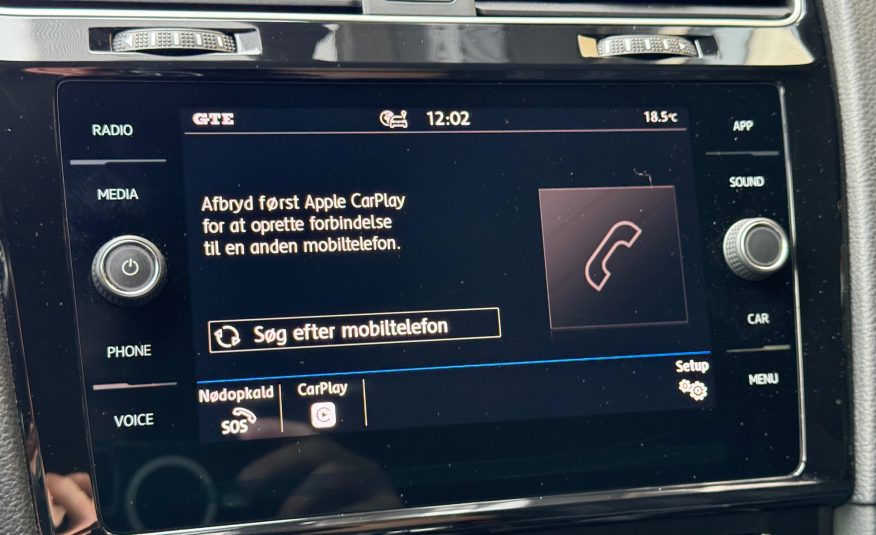 RADIO
MEDIA
PHONE
VOICE
GTE 12:02 18.5°C
Afbryd først Apple CarPlay
for at oprette forbindelse
til en anden mobiltelefon.
Søg efter mobiltelefon
Nødopkald CarPlay Setup
SOS
APP
SOUND
CAR
MENU